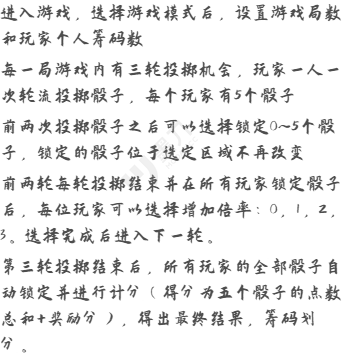 进入游戏，选择游戏模式后，设置游戏局数
和玩家个人筹码数
每一局游戏内有三轮投掷机会，玩家一人一
次轮流投掷骰子，每个玩家有5个骰子
前两次投掷骰子之后可以选择锁定0~5个骰
子，锁定的骰子位于选定区域不再改变
前两轮每轮投掷结束并在所有玩家锁定骰子
后，每位玩家可以选择增加倍率：0，1，2，
3。选择完成后进入下一轮。
第三轮投掷结束后，所有玩家的全部骰子自
动锁定并进行计分（得分为五个骰子的点数
总和+奖励分），得出最终结果，筹码划
分。